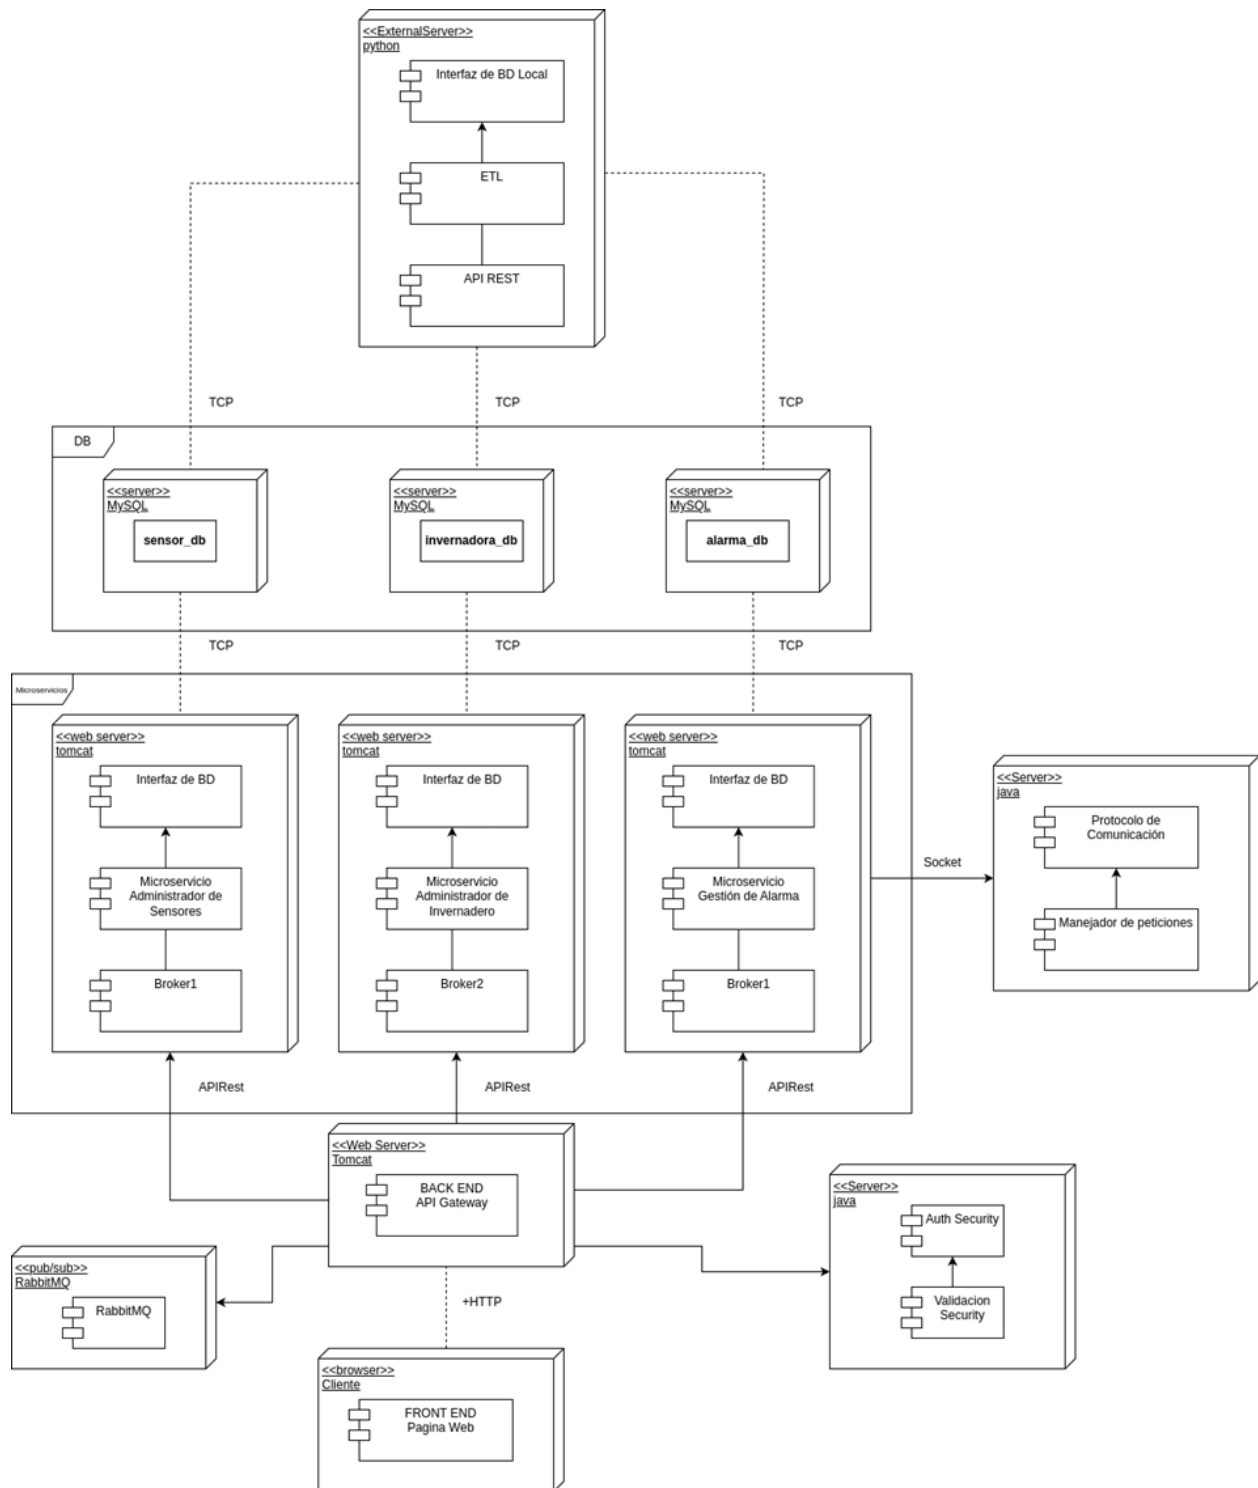 <<ExternalServer>>
python
Interfaz de BD Local
ETL
API REST
TCP
TCP
TCP
DB
<<server>>
MySQL
sensor_db
<<server>>
MySQL
invernadora_db
<<server>>
MySQL
alarma_db
TCP
TCP
TCP
Microservicios
<<web server>>
tomcat
Interfaz de BD
Microservicio
Administrador de
Sensores
Broker1
<<web server>>
tomcat
Interfaz de BD
Microservicio
Administrador de
Invernadero
Broker2
<<web server>>
tomcat
Interfaz de BD
Microservicio
Gestión de Alarma
Broker1
Socket
<<Server>>
java
Protocolo de
Comunicación
Manejador de peticiones
APIRest
APIRest
APIRest
<<Web Server>>
Tomcat
BACK END
API Gateway
<<Server>>
java
Auth Security
Validacion
Security
<<pub/sub>>
RabbitMQ
RabbitMQ
+HTTP
<<browser>>
Cliente
FRONT END
Pagina Web